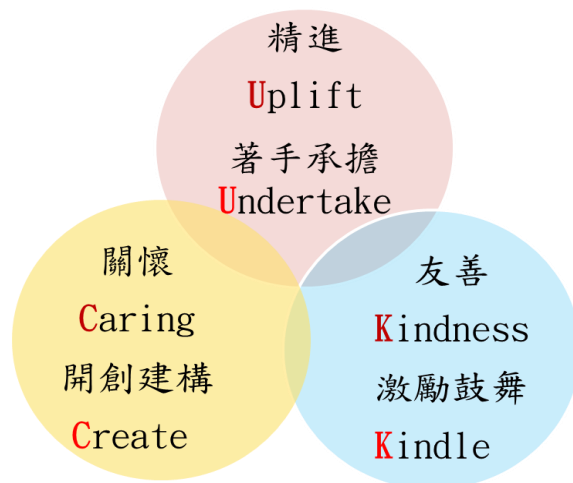 精進
Uplift
著手承擔
Undertake
關懷
Caring
開創建構
Create
友善
Kindness
激勵鼓舞
Kindle